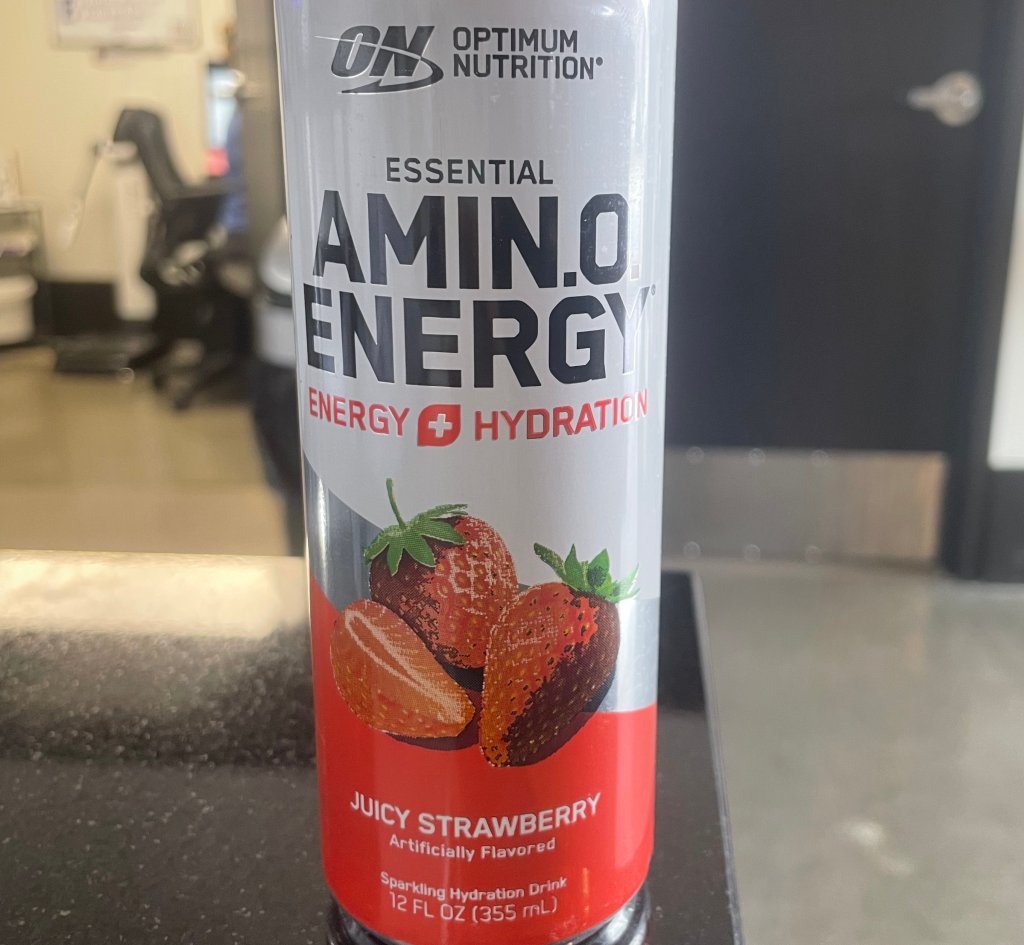 ON OPTIMUM
NUTRITION®
ESSENTIAL
AMIN.O.
ENERGY®
ENERGY + HYDRATION
JUICY STRAWBERRY
Artificially Flavored
Sparkling Hydration Drink
12 FL OZ (355 mL)